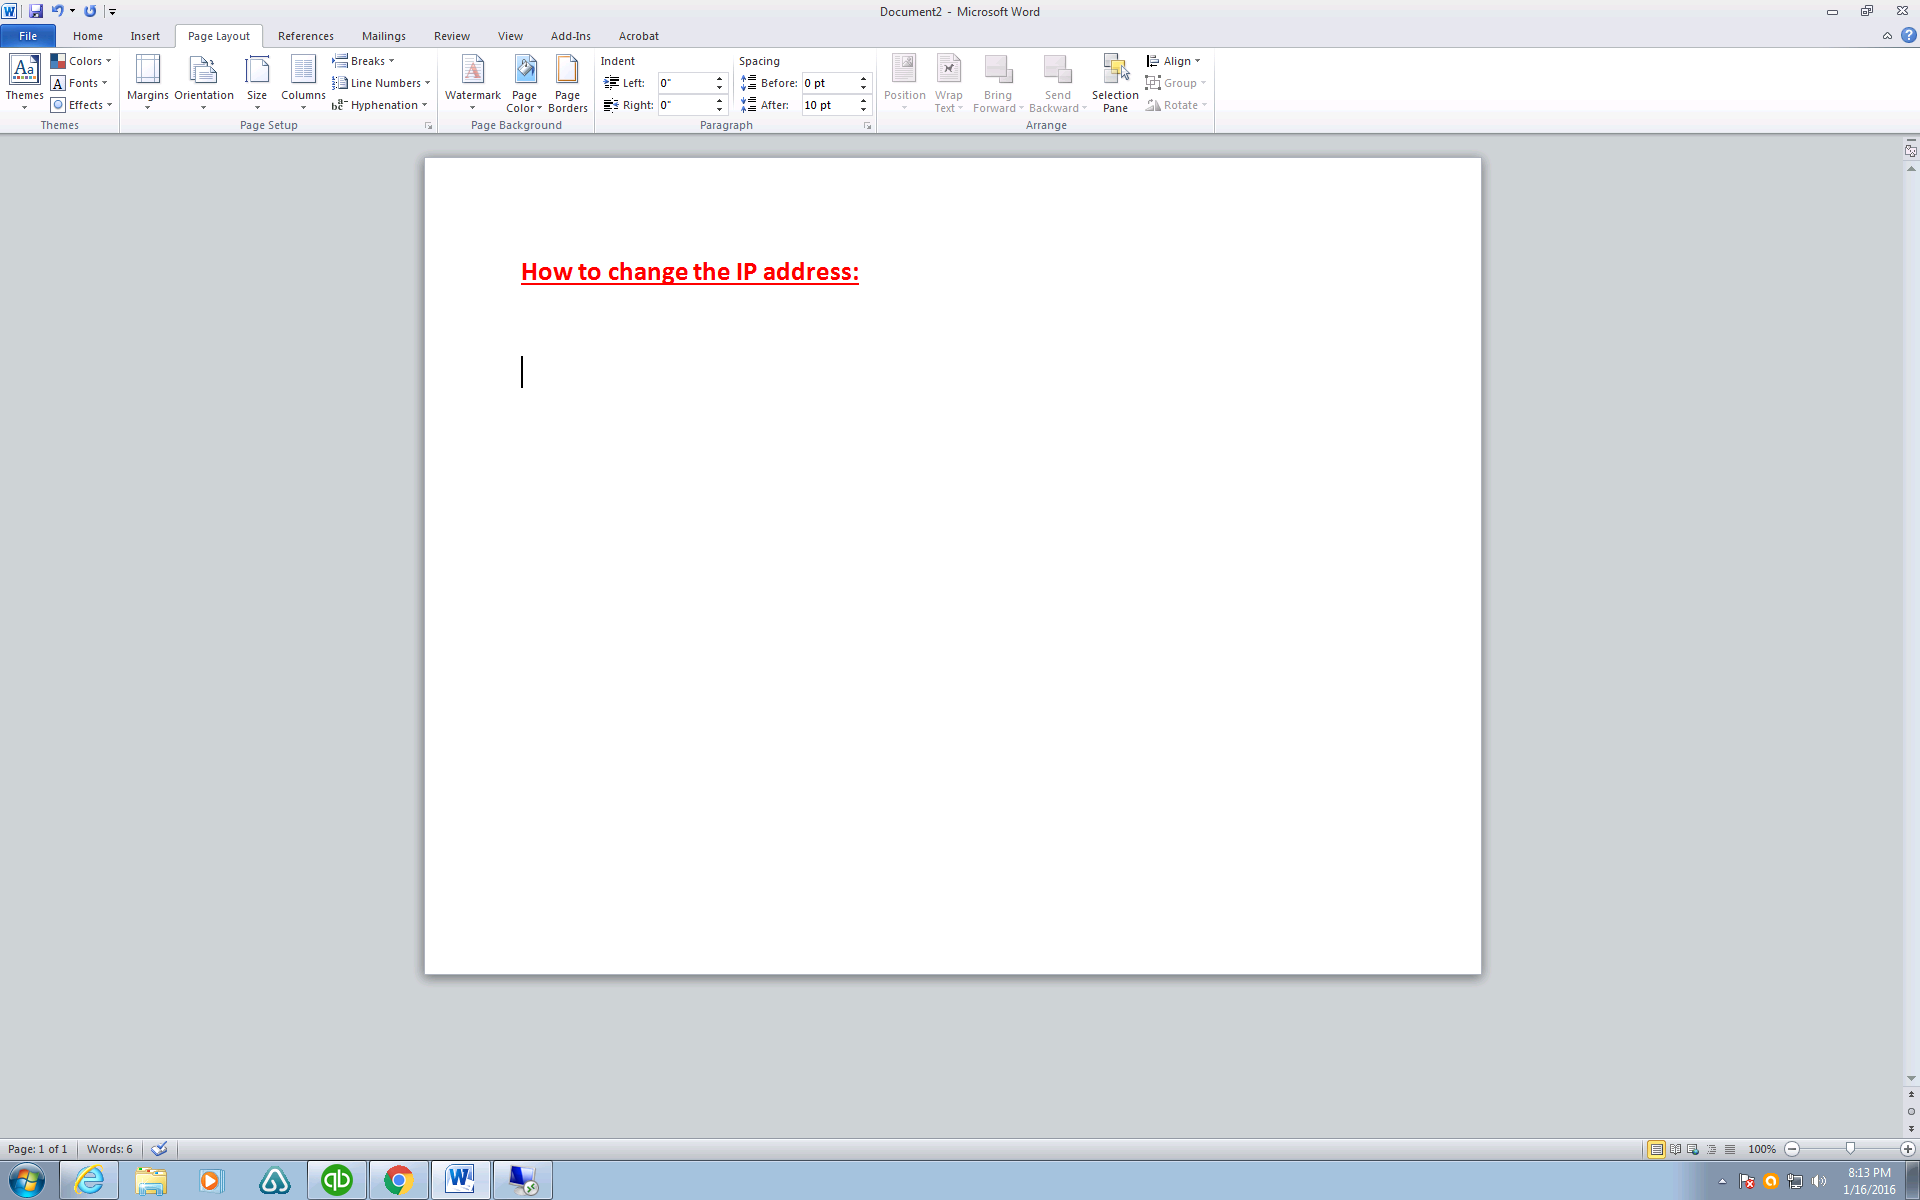 Document2 - Microsoft Word
File Home Insert Page Layout References Mailings Review View Add-Ins Acrobat
Themes
Colors
Fonts
Effects
Themes
Margins
Orientation
Size
Columns
Breaks
Line Numbers
Hyphenation
Page Setup
Watermark
Page Color
Page Borders
Page Background
Indent
Left: 0"
Right: 0"
Spacing
Before: 0 pt
After: 10 pt
Paragraph
Position
Wrap Text
Bring Forward
Send Backward
Selection Pane
Align
Group
Rotate
Arrange
How to change the IP address:
Page: 1 of 1 Words: 6
100%
8:13 PM
1/16/2016